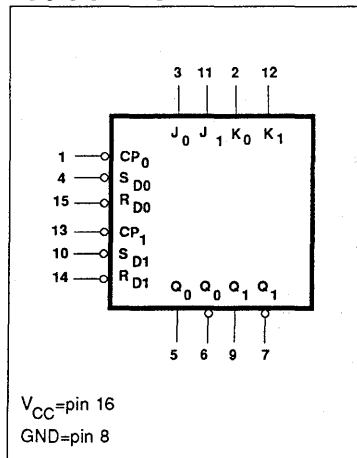 3 11 2 12
J0 J1 K0 K1
1 CP0
4 SD0
15 RD0
13 CP1
10 SD1
14 RD1
Q0 Q0 Q1 Q1
5 6 9 7
VCC=pin 16
GND=pin 8